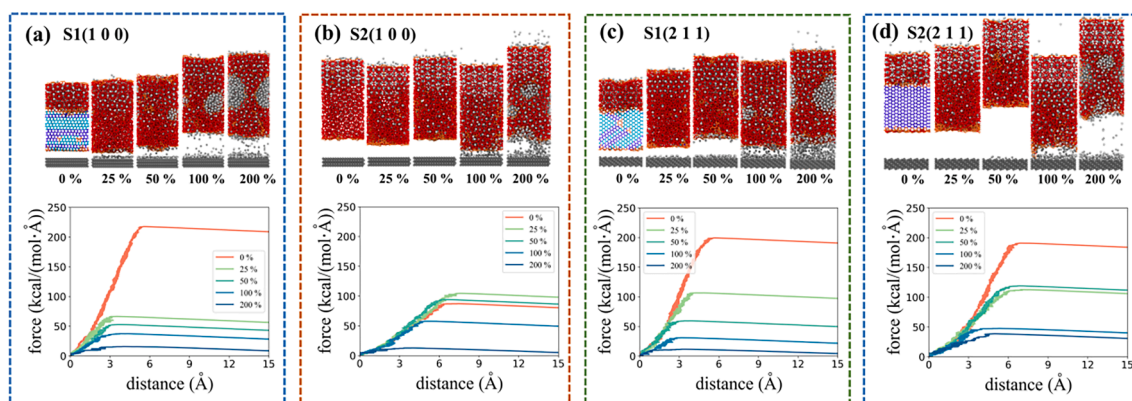 (a) S1(1 0 0)
0 % 25 % 50 % 100 % 200 %
250
200
150
100
50
0
force (kcal/(mol·Å))
0 %
25 %
50 %
100 %
200 %
0 3 6 9 12 15
distance (Å)
(b) S2(1 0 0)
0 % 25 % 50 % 100 % 200 %
250
200
150
100
50
0
force (kcal/(mol·Å))
0 %
25 %
50 %
100 %
200 %
0 3 6 9 12 15
distance (Å)
(c) S1(2 1 1)
0 % 25 % 50 % 100 % 200 %
250
200
150
100
50
0
force (kcal/(mol·Å))
0 %
25 %
50 %
100 %
200 %
0 3 6 9 12 15
distance (Å)
(d) S2(2 1 1)
0 % 25 % 50 % 100 % 200 %
250
200
150
100
50
0
force (kcal/(mol·Å))
0 %
25 %
50 %
100 %
200 %
0 3 6 9 12 15
distance (Å)